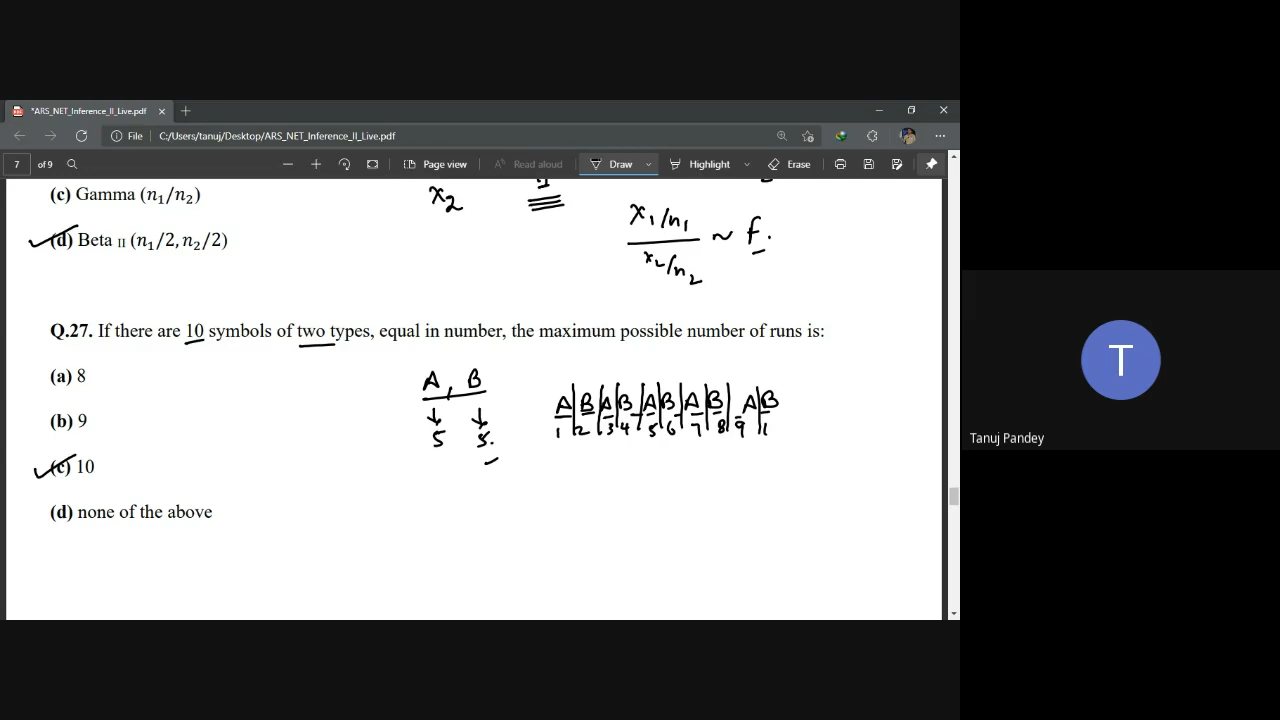 *ARS_NET_Inference_II_Live.pdf
File C:/Users/tanuj/Desktop/ARS_NET_Inference_II_Live.pdf
7 of 9 Page view Read aloud Draw Highlight Erase
(c) Gamma (n₁/n₂)
x₂
(d) Beta II (n₁/2, n₂/2)
x₁/n₁
~ f.
x₂/n₂
Q.27. If there are 10 symbols of two types, equal in number, the maximum possible number of runs is:
(a) 8
A, B
A|B|A|B|A|B|A|B|A|B
(b) 9
1 2 3 4 5 6 7 8 9 1
5 5.
(c) 10
(d) none of the above
T
Tanuj Pandey